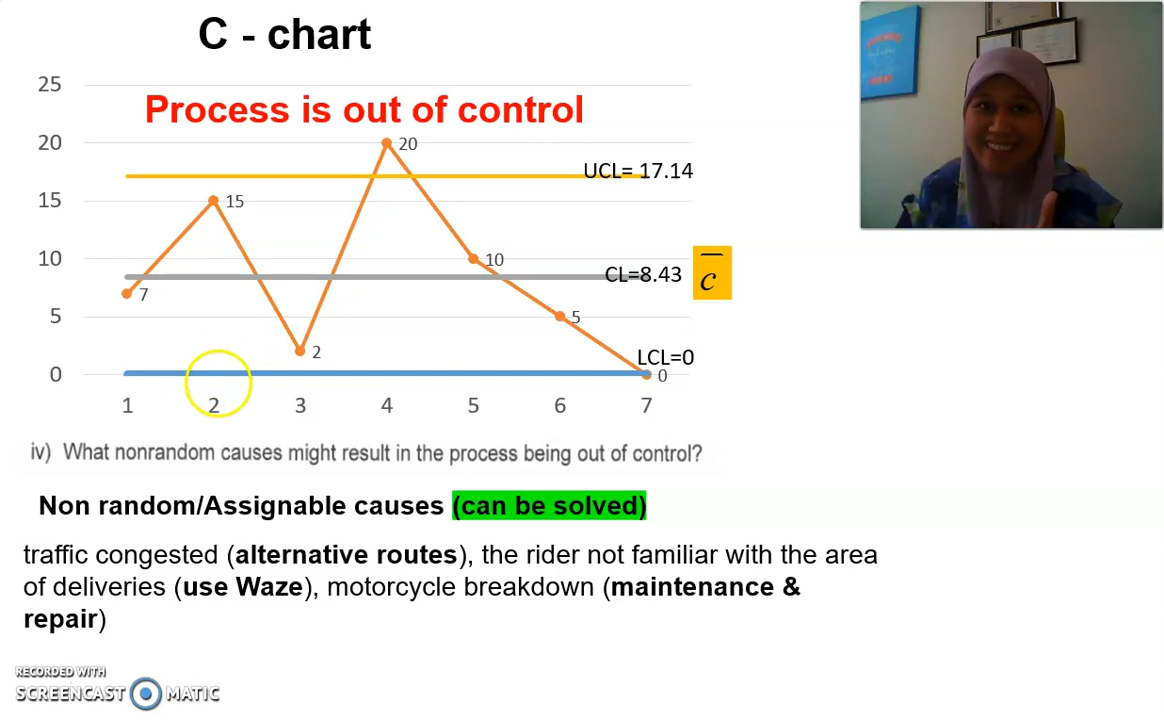 C - chart
25
Process is out of control
20
20
UCL= 17.14
15
15
10
10
CL=8.43
c
7
5
5
2
LCL=0
0
0
1 2 3 4 5 6 7
iv) What nonrandom causes might result in the process being out of control?
Non random/Assignable causes (can be solved)
traffic congested (alternative routes), the rider not familiar with the area
of deliveries (use Waze), motorcycle breakdown (maintenance &
repair)
RECORDED WITH
SCREENCAST MATIC